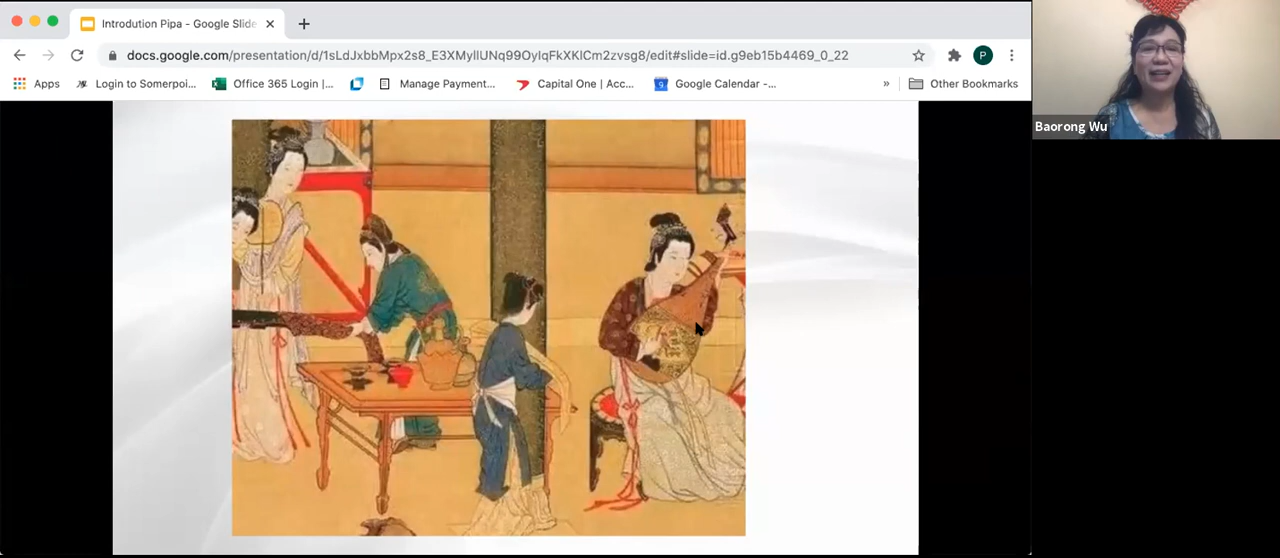 Introdution Pipa - Google Slide
docs.google.com/presentation/d/1sLdJxbbMpx2s8_E3XMyllUNq99OyIqFkXKlCm2zvsg8/edit#slide=id.g9eb15b4469_0_22
P
Apps
Login to Somerpoi...
Office 365 Login |...
Manage Payment...
Capital One | Acc...
Google Calendar -...
»
Other Bookmarks
Baorong Wu